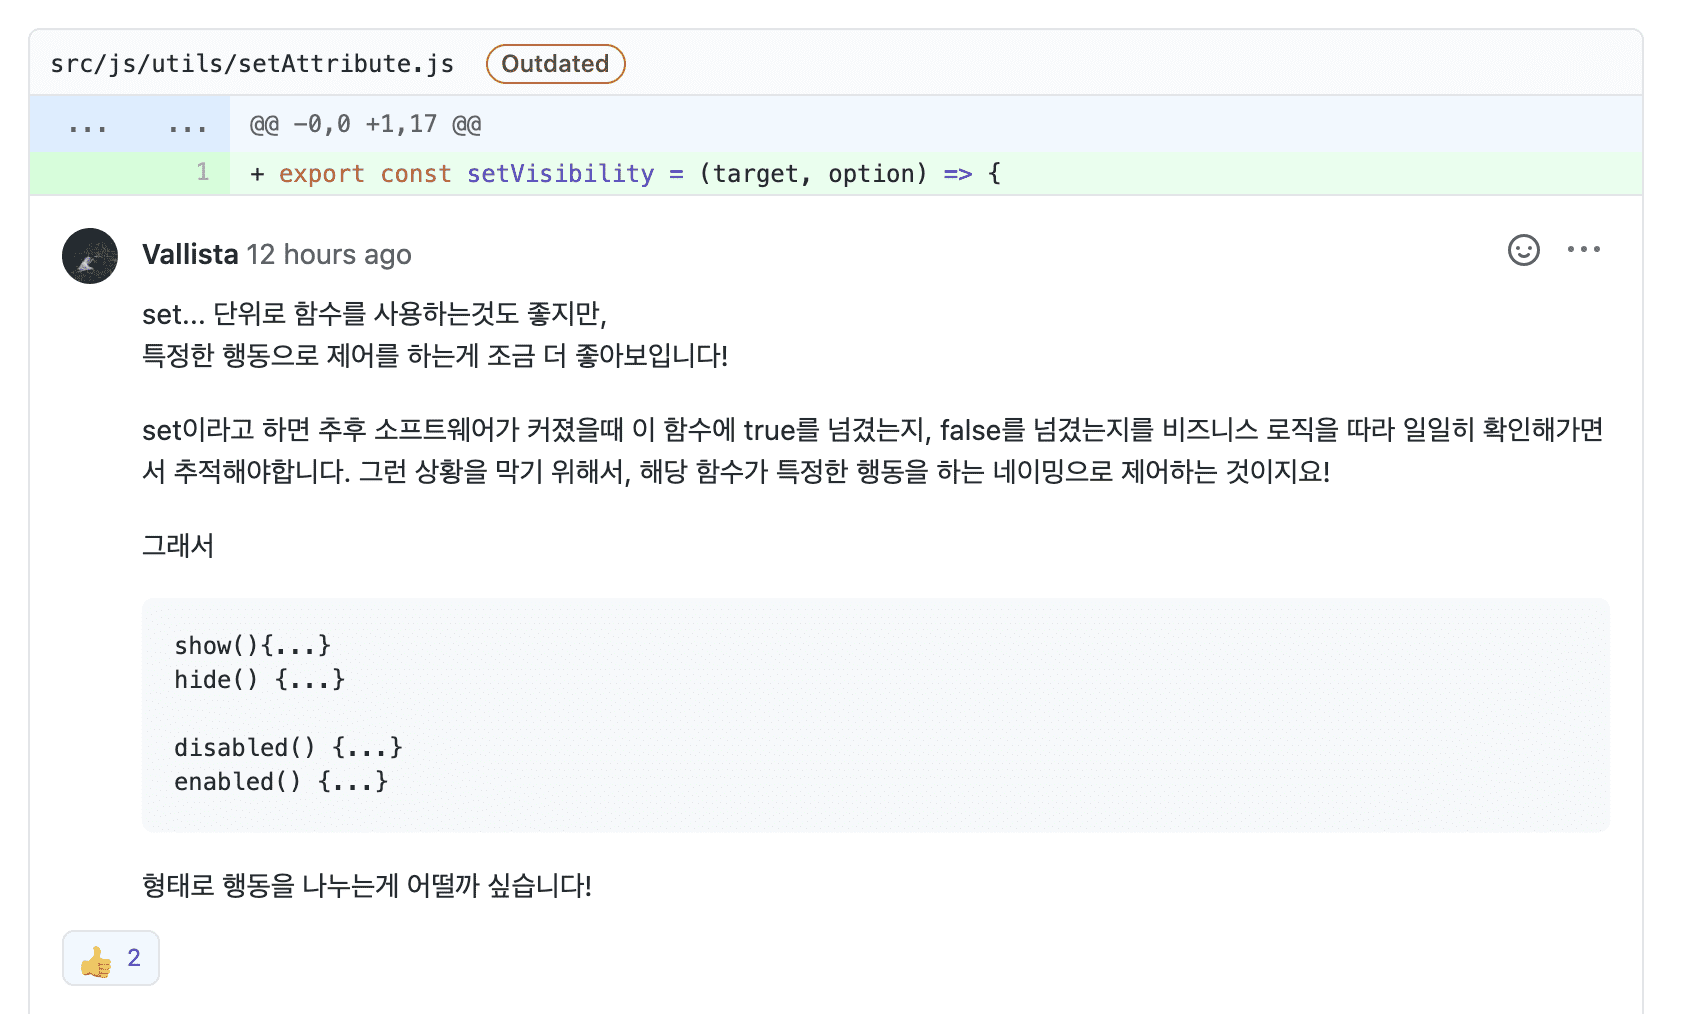 src/js/utils/setAttribute.js Outdated
... ... @@ -0,0 +1,17 @@
1 + export const setVisibility = (target, option) => {
Vallista 12 hours ago
set... 단위로 함수를 사용하는것도 좋지만,
특정한 행동으로 제어를 하는게 조금 더 좋아보입니다!
set이라고 하면 추후 소프트웨어가 커졌을때 이 함수에 true를 넘겼는지, false를 넘겼는지를 비즈니스 로직을 따라 일일히 확인해가면
서 추적해야합니다. 그런 상황을 막기 위해서, 해당 함수가 특정한 행동을 하는 네이밍으로 제어하는 것이지요!
그래서
show(){...}
hide() {...}
disabled() {...}
enabled() {...}
형태로 행동을 나누는게 어떨까 싶습니다!
👍 2